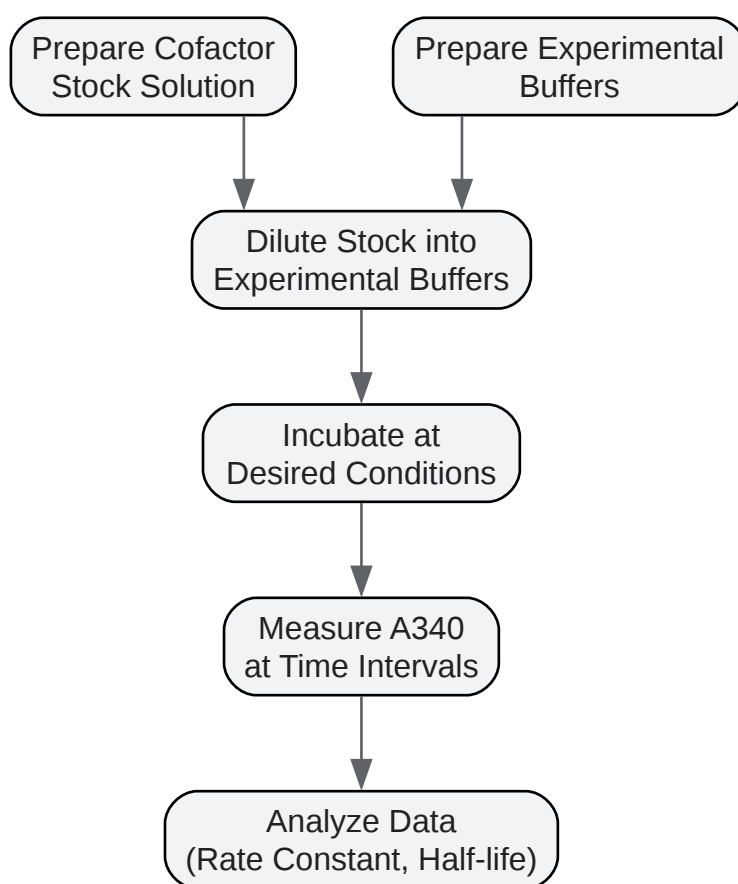 Prepare Cofactor
Stock Solution
Prepare Experimental
Buffers
Dilute Stock into
Experimental Buffers
Incubate at
Desired Conditions
Measure A340
at Time Intervals
Analyze Data
(Rate Constant, Half-life)